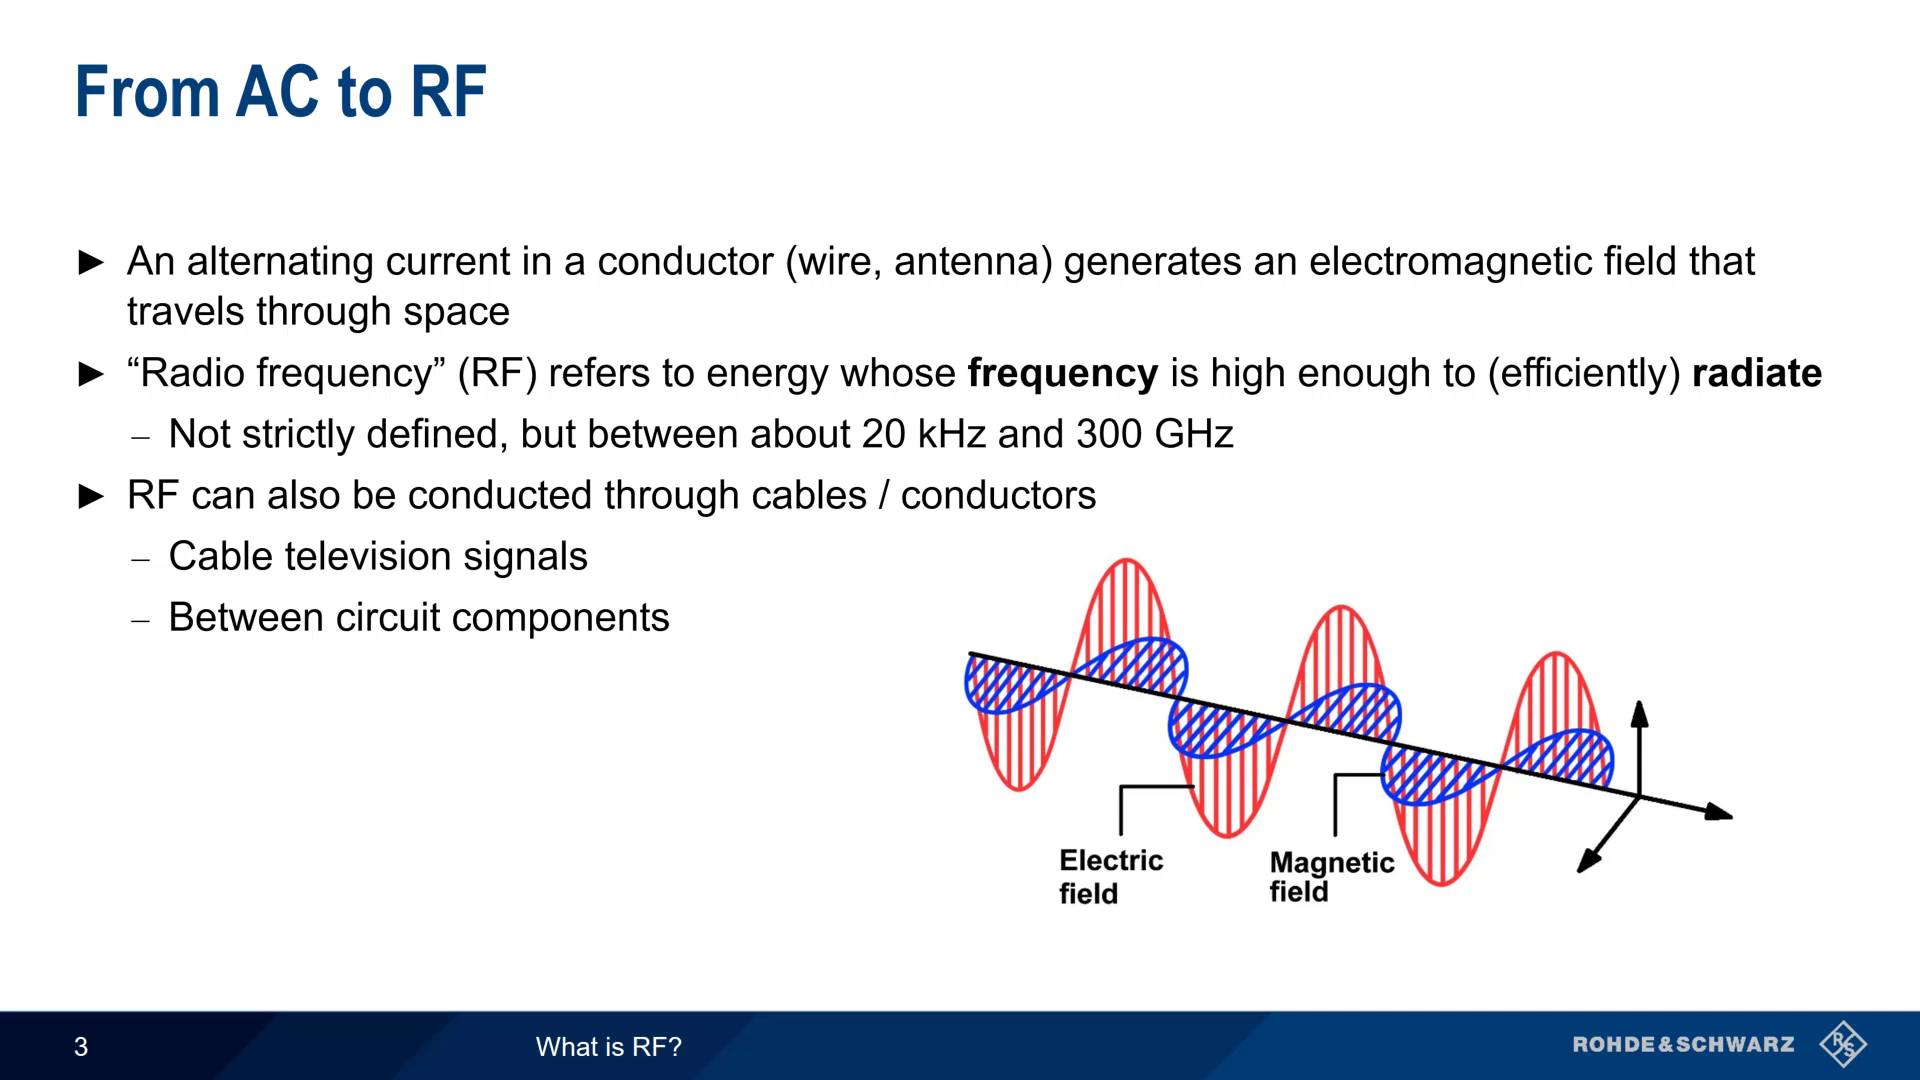 From AC to RF
► An alternating current in a conductor (wire, antenna) generates an electromagnetic field that
travels through space
► “Radio frequency” (RF) refers to energy whose frequency is high enough to (efficiently) radiate
– Not strictly defined, but between about 20 kHz and 300 GHz
► RF can also be conducted through cables / conductors
– Cable television signals
– Between circuit components
Electric
field
Magnetic
field
3
What is RF?
ROHDE&SCHWARZ
R
S